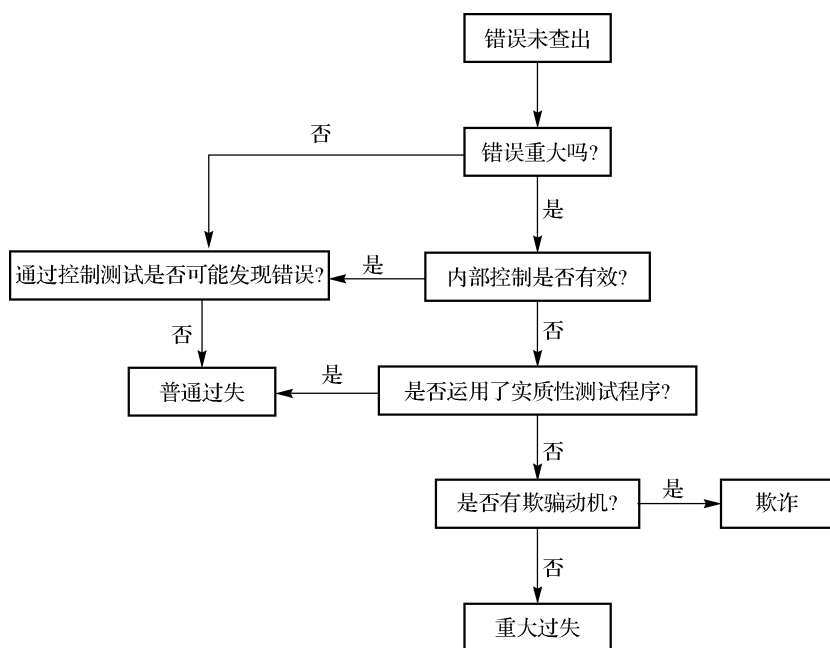 错误未查出
否
错误重大吗?
是
通过控制测试是否可能发现错误?
是
内部控制是否有效?
否
否
普通过失
是
是否运用了实质性测试程序?
否
是否有欺骗动机?
是
欺诈
否
重大过失